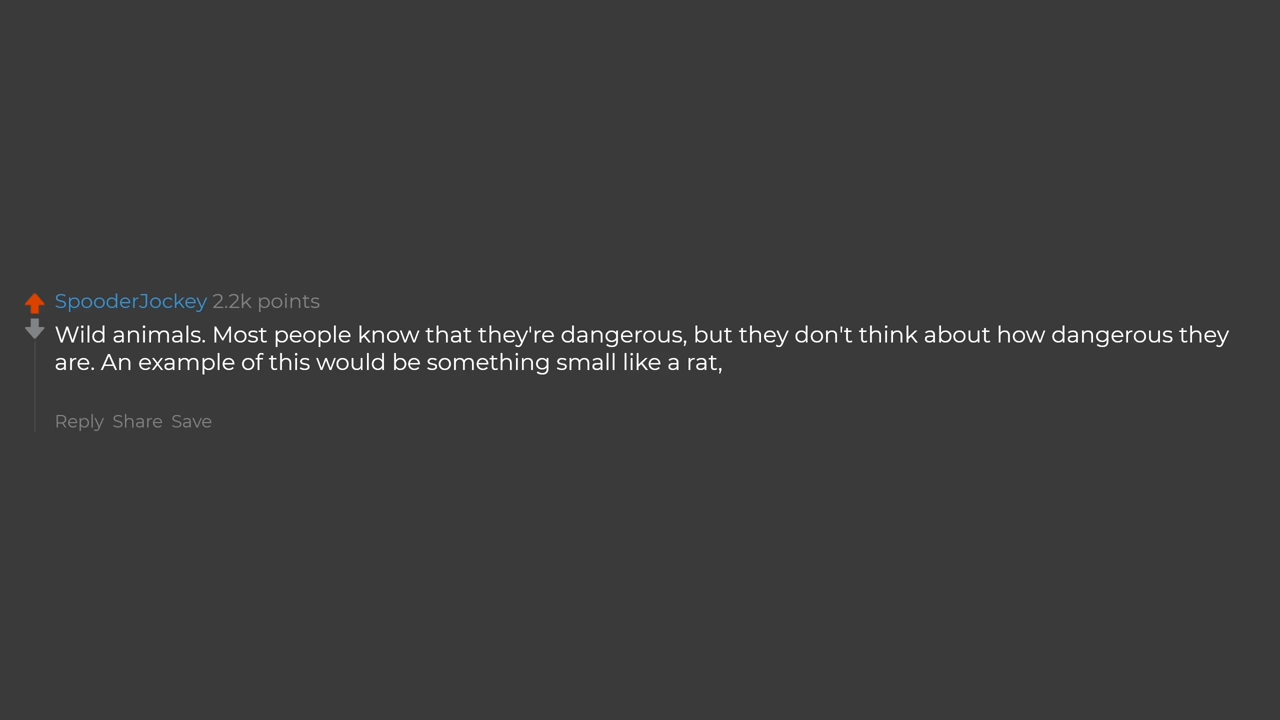 SpooderJockey 2.2k points
Wild animals. Most people know that they're dangerous, but they don't think about how dangerous they
are. An example of this would be something small like a rat,
Reply Share Save